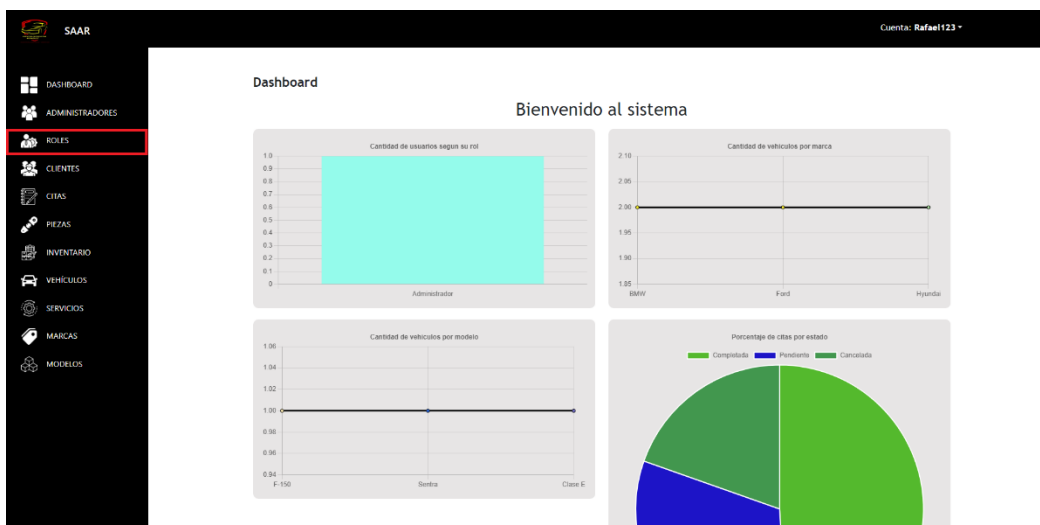 SAAR
Cuenta: Rafael123
DASHBOARD
ADMINISTRADORES
ROLES
CLIENTES
CITAS
PIEZAS
INVENTARIO
VEHÍCULOS
SERVICIOS
MARCAS
MODELOS
Dashboard
Bienvenido al sistema
Cantidad de usuarios segun su rol
1.0
0.9
0.8
0.7
0.6
0.5
0.4
0.3
0.2
0.1
0
Administrador
Cantidad de vehiculos por marca
2.10
2.05
2.00
1.95
1.90
1.85
BMW Ford Hyundai
Cantidad de vehiculos por modelo
1.06
1.04
1.02
1.00
0.98
0.96
0.94
F-150 Sentra Clase E
Porcentaje de citas por estado
Completada Pendiente Cancelada